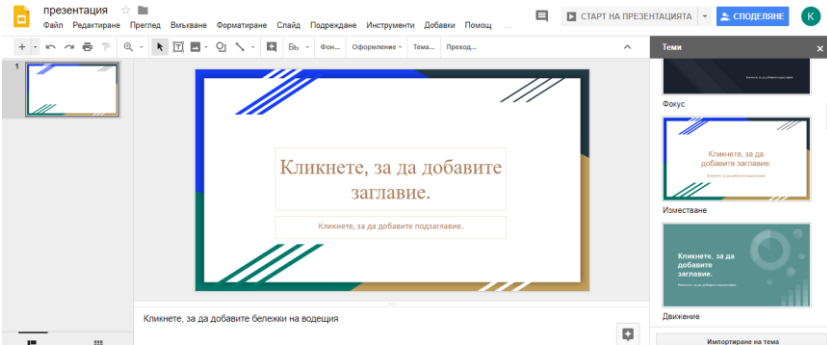 презентация
Файл Редактиране Преглед Вмъкване Форматиране Слайд Подреждане Инструменти Добавки Помощ ...
СТАРТ НА ПРЕЗЕНТАЦИЯТА
СПОДЕЛЯНЕ
К
Бъ Фон... Оформление Тема... Преход...
Теми
1
Кликнете, за да добавите
заглавие.
Кликнете, за да добавите подзаглавие.
Кликнете, за да добавите бележки на водещия
Фокус
Кликнете, за да
добавите заглавие.
Изместване
Кликнете, за да
добавите
заглавие.
Движение
Импортиране на тема